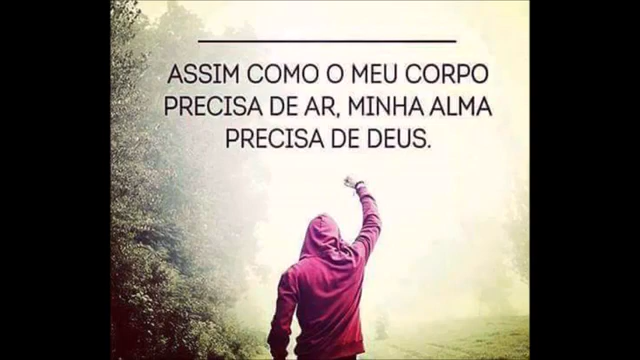 ASSIM COMO O MEU CORPO
PRECISA DE AR, MINHA ALMA
PRECISA DE DEUS.